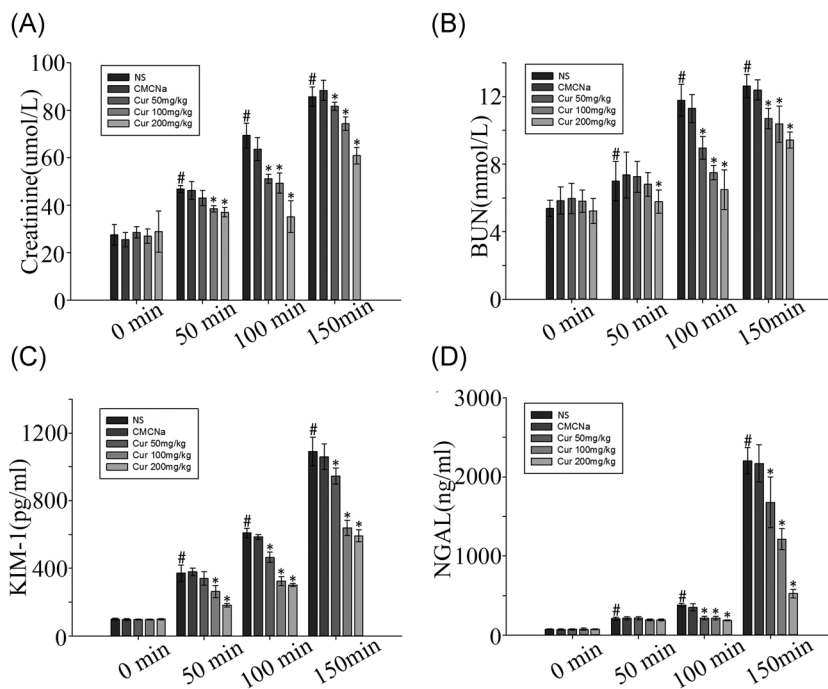 (A)
Creatinine(umol/L)
100
80
60
40
20
0
NS
CMCNa
Cur 50mg/kg
Cur 100mg/kg
Cur 200mg/kg
#
* *
#
* *
*
#
*
*
*
0 min
50 min
100 min
150min
(B)
BUN(mmol/L)
12
8
4
0
NS
CMCNa
Cur 50mg/kg
Cur 100mg/kg
Cur 200mg/kg
#
*
#
*
*
*
#
*
*
*
0 min
50 min
100 min
150min
(C)
KIM-1(pg/ml)
1200
800
400
0
NS
CMCNa
Cur 50mg/kg
Cur 100mg/kg
Cur 200mg/kg
#
*
*
#
*
*
*
#
*
*
*
0 min
50 min
100 min
150min
(D)
NGAL(ng/ml)
3000
2000
1000
0
NS
CMCNa
Cur 50mg/kg
Cur 100mg/kg
Cur 200mg/kg
#
#
* * *
#
*
*
*
0 min
50 min
100 min
150min